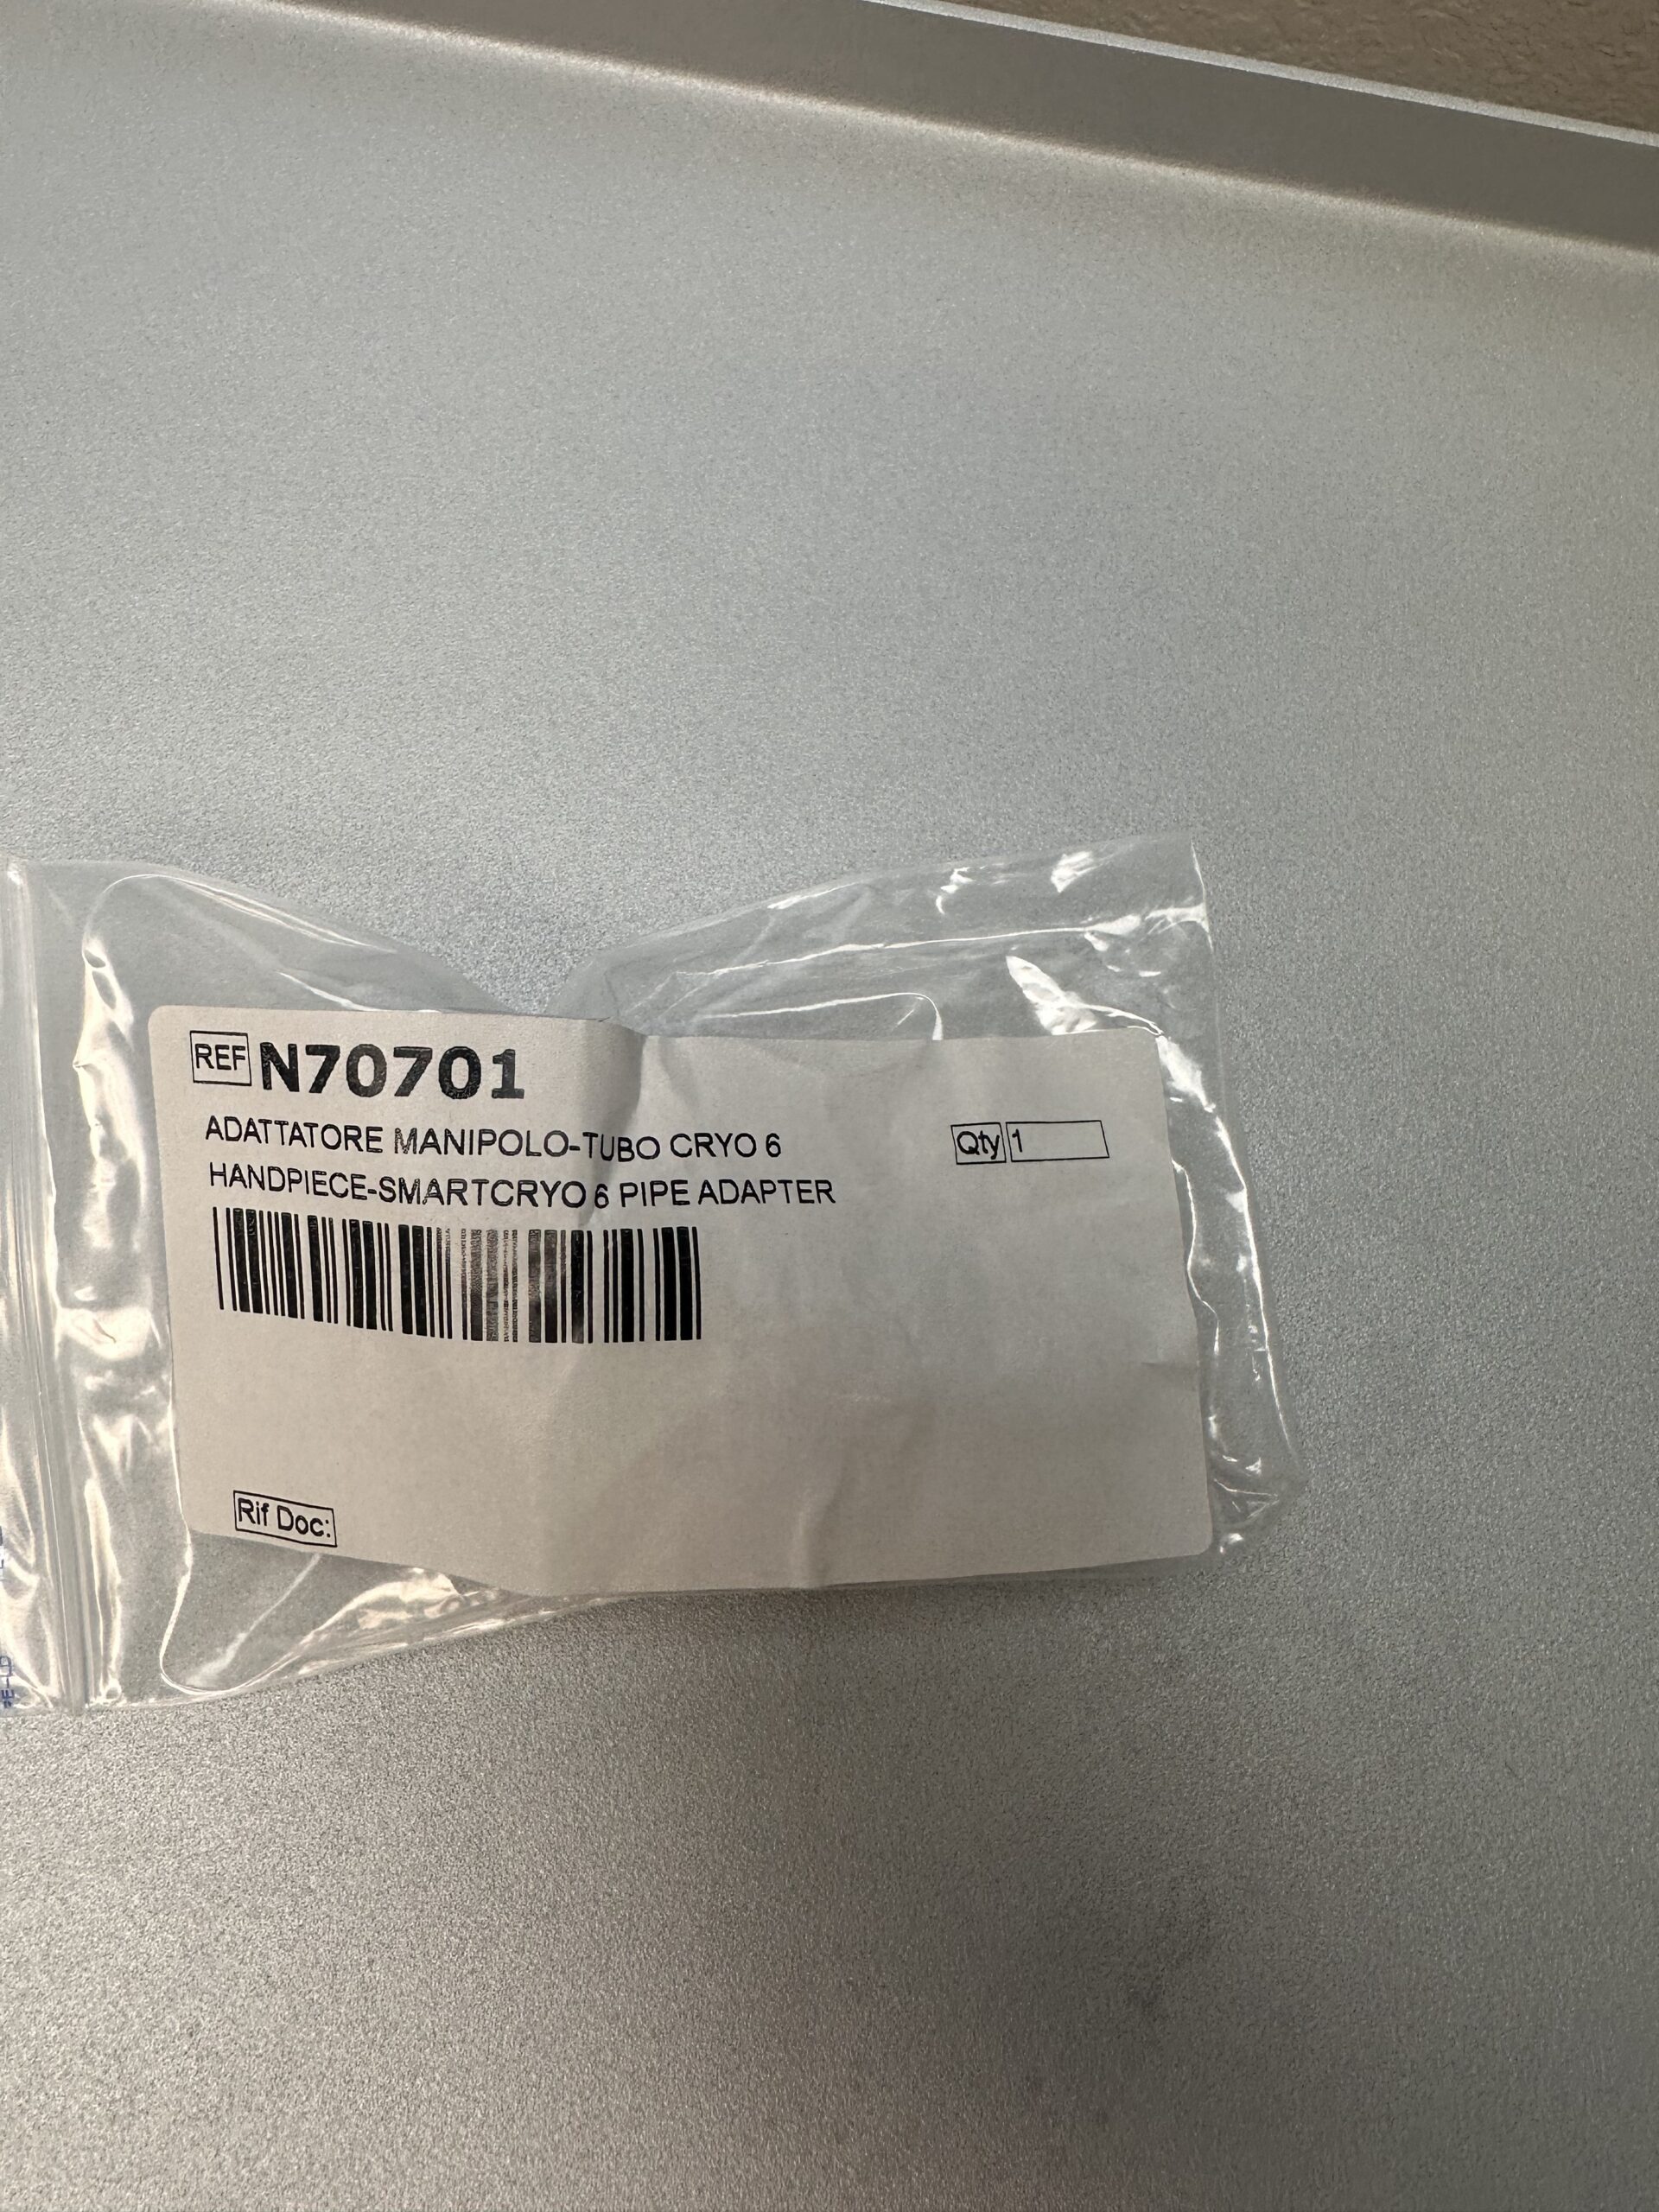 REF N70701
ADATTATORE MANIPOLO-TUBO CRYO 6
HANDPIECE-SMARTCRYO 6 PIPE ADAPTER
Qty 1
Rif Doc: